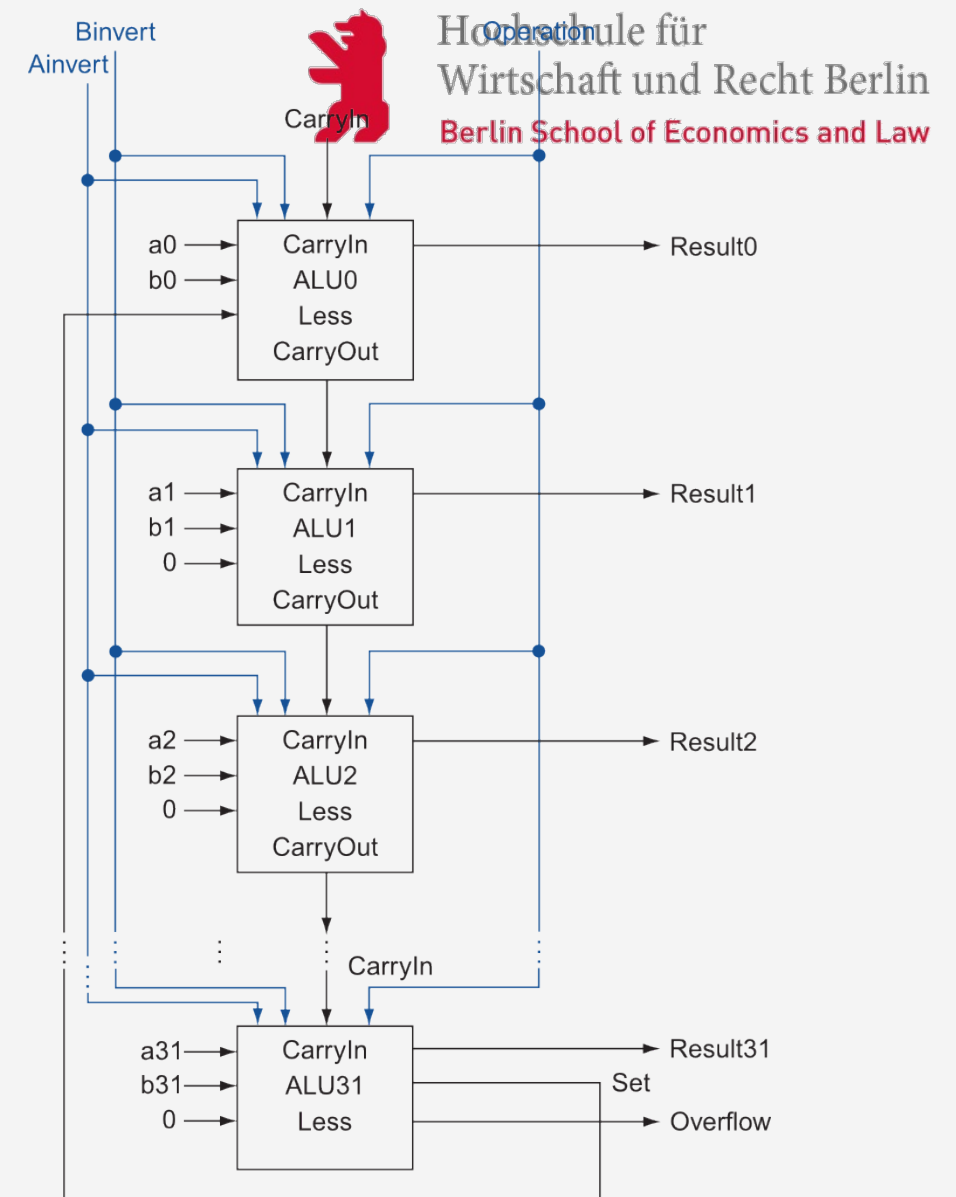 Binvert
Operation
Hochschule für
Ainvert
Wirtschaft und Recht Berlin
CarryIn
Berlin School of Economics and Law
a0
CarryIn
Result0
b0
ALU0
Less
CarryOut
a1
CarryIn
Result1
b1
ALU1
0
Less
CarryOut
a2
CarryIn
Result2
b2
ALU2
0
Less
CarryOut
CarryIn
a31
CarryIn
Result31
b31
ALU31
Set
0
Less
Overflow